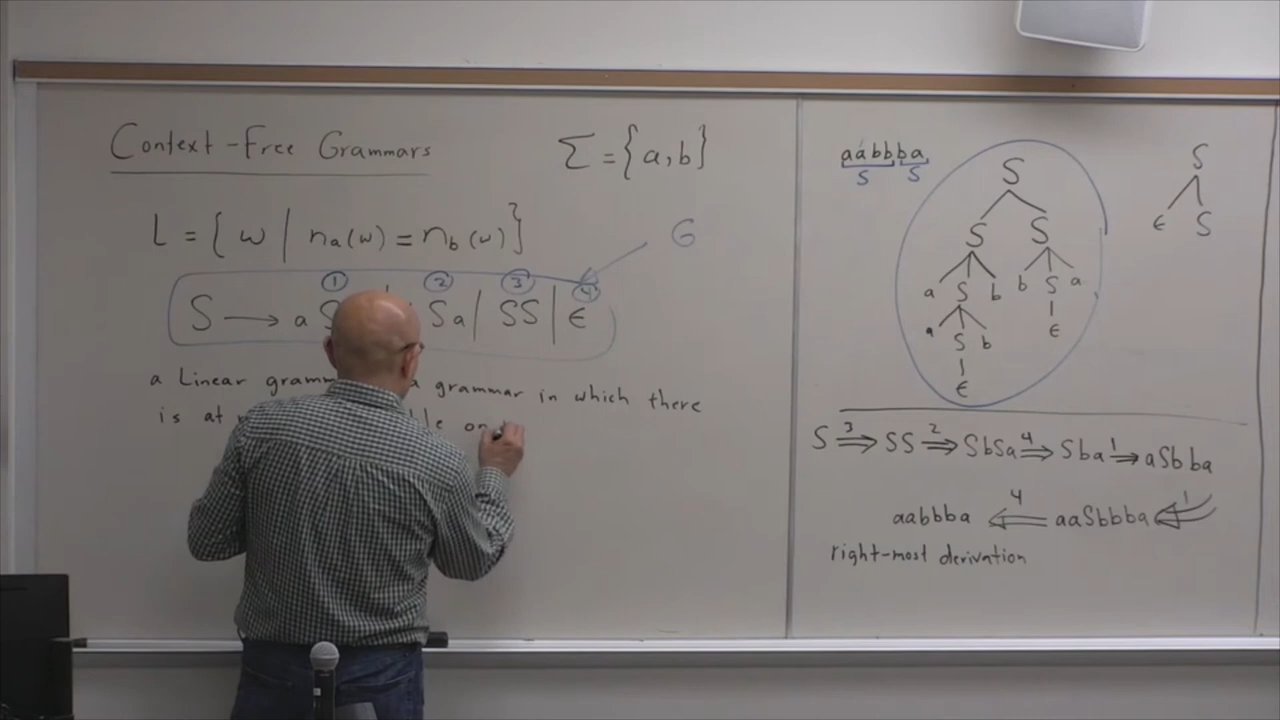 Context-Free Grammars
Σ = {a,b}
L = { w | na(w) = nb(w) }
G
1 2 3 4
S → a S | Sa | SS | ϵ
a Linear a grammar in which there
is at
aabbba
S S
S
S S
a S b b S a
a S b ϵ
ϵ
S
ϵ S
S 3⇒ SS 2⇒ SbSa 4⇒ Sba 1⇒ aSbba
aabbba 4⇐ aaSbbba 1⇐
right-most derivation